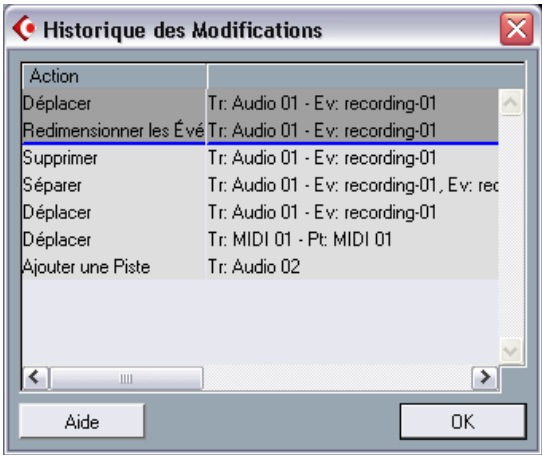 Historique des Modifications
Action
Déplacer Tr: Audio 01 - Ev: recording-01
Redimensionner les Évé Tr: Audio 01 - Ev: recording-01
Supprimer Tr: Audio 01 - Ev: recording-01
Séparer Tr: Audio 01 - Ev: recording-01, Ev: rec
Déplacer Tr: Audio 01 - Ev: recording-01
Déplacer Tr: MIDI 01 - Pt: MIDI 01
Ajouter une Piste Tr: Audio 02
Aide OK